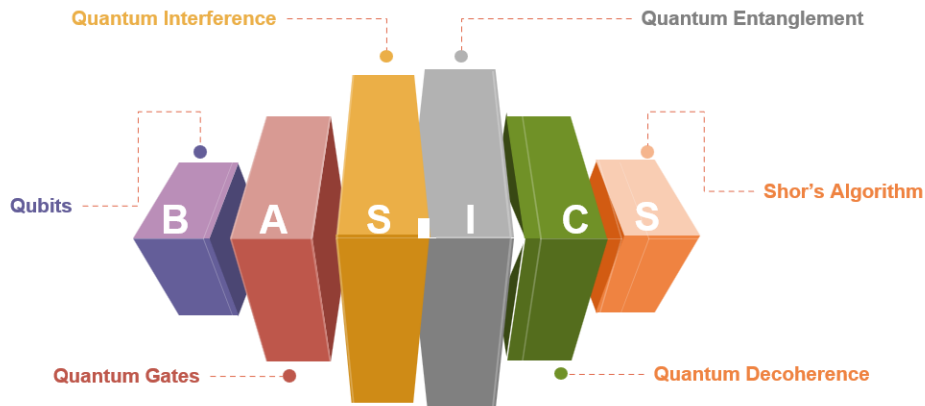 Quantum Interference
Quantum Entanglement
Qubits
B A S I C S
Shor's Algorithm
Quantum Gates
Quantum Decoherence